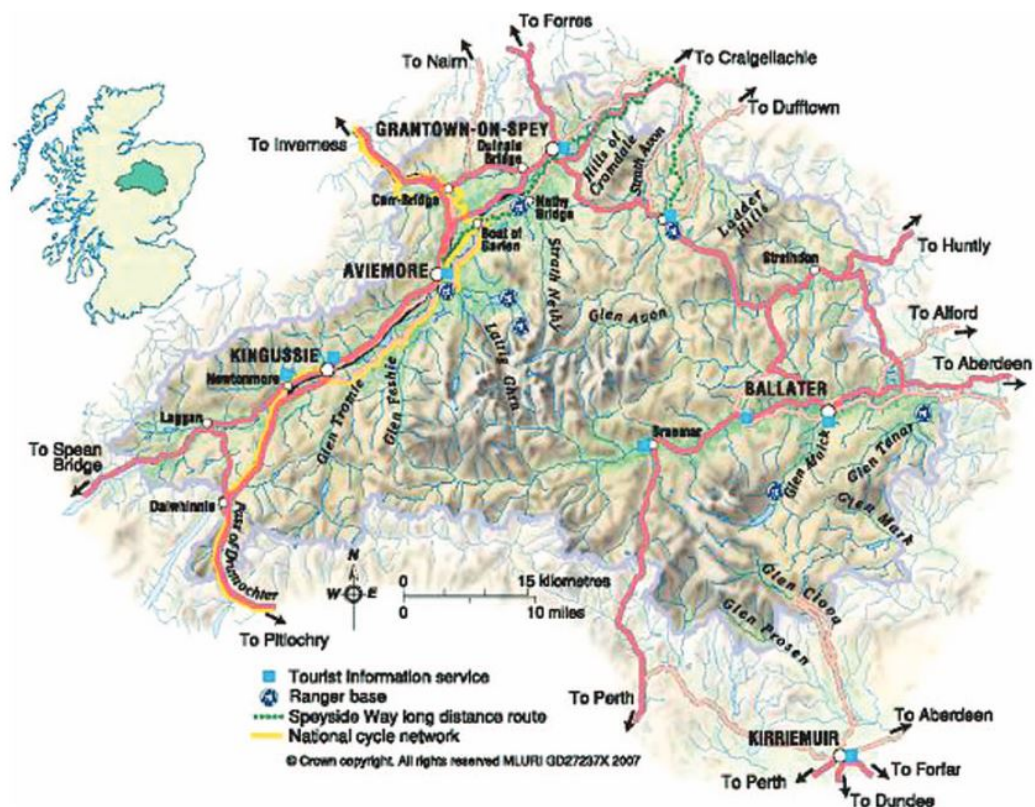 To Forres
To Nairn
To Craigellachie
To Dufftown
To Inverness
GRANTOWN-ON-SPEY
Dulnain
Bridge
Hills of
Cromdale
Strath Avon
Carr-Bridge
Nethy
Bridge
Boat of
Garten
Ladder
Hills
To Huntly
Strathdon
AVIEMORE
Strath Nethy
Glen Avon
Lairig Ghru
To Alford
To Aberdeen
KINGUSSIE
Newtonmore
Glen Tromie
Glen Feshie
BALLATER
Laggan
Braemar
Glen Muick
Glen Tanar
To Spean
Bridge
Glen Mark
Dalwhinnie
Pass of Drumochter
N
W E
0 15 kilometres
0 10 miles
Glen Clova
Glen Prosen
To Pitlochry
Tourist Information service
Ranger base
Speyside Way long distance route
National cycle network
To Perth
To Aberdeen
KIRRIEMUIR
© Crown copyright. All rights reserved MLURI GD27237X 2007
To Perth
To Forfar
To Dundee